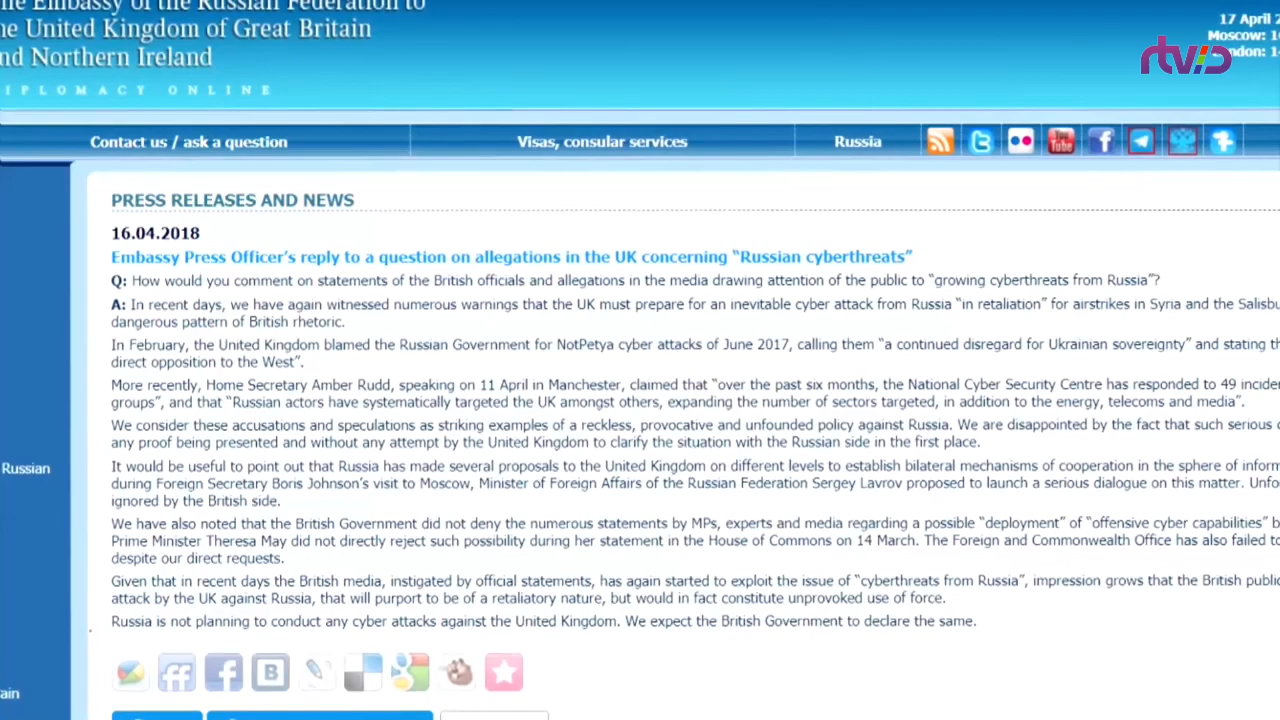 he Embassy of the Russian Federation to
he United Kingdom of Great Britain
nd Northern Ireland
IPLOMACY ONLINE
17 April
Moscow:
ondon:
rtvi
Contact us / ask a question
Visas, consular services
Russia
You Tube
PRESS RELEASES AND NEWS
16.04.2018
Embassy Press Officer's reply to a question on allegations in the UK concerning “Russian cyberthreats”
Q: How would you comment on statements of the British officials and allegations in the media drawing attention of the public to “growing cyberthreats from Russia”?
A: In recent days, we have again witnessed numerous warnings that the UK must prepare for an inevitable cyber attack from Russia “in retaliation” for airstrikes in Syria and the Salisbu
dangerous pattern of British rhetoric.
In February, the United Kingdom blamed the Russian Government for NotPetya cyber attacks of June 2017, calling them “a continued disregard for Ukrainian sovereignty” and stating th
direct opposition to the West”.
More recently, Home Secretary Amber Rudd, speaking on 11 April in Manchester, claimed that “over the past six months, the National Cyber Security Centre has responded to 49 incide
groups”, and that “Russian actors have systematically targeted the UK amongst others, expanding the number of sectors targeted, in addition to the energy, telecoms and media”.
We consider these accusations and speculations as striking examples of a reckless, provocative and unfounded policy against Russia. We are disappointed by the fact that such serious
any proof being presented and without any attempt by the United Kingdom to clarify the situation with the Russian side in the first place.
It would be useful to point out that Russia has made several proposals to the United Kingdom on different levels to establish bilateral mechanisms of cooperation in the sphere of inform
during Foreign Secretary Boris Johnson's visit to Moscow, Minister of Foreign Affairs of the Russian Federation Sergey Lavrov proposed to launch a serious dialogue on this matter. Unfo
ignored by the British side.
We have also noted that the British Government did not deny the numerous statements by MPs, experts and media regarding a possible “deployment” of “offensive cyber capabilities” b
Prime Minister Theresa May did not directly reject such possibility during her statement in the House of Commons on 14 March. The Foreign and Commonwealth Office has also failed to
despite our direct requests.
Given that in recent days the British media, instigated by official statements, has again started to exploit the issue of “cyberthreats from Russia”, impression grows that the British public
attack by the UK against Russia, that will purport to be of a retaliatory nature, but would in fact constitute unprovoked use of force.
Russia is not planning to conduct any cyber attacks against the United Kingdom. We expect the British Government to declare the same.
Russian
ain